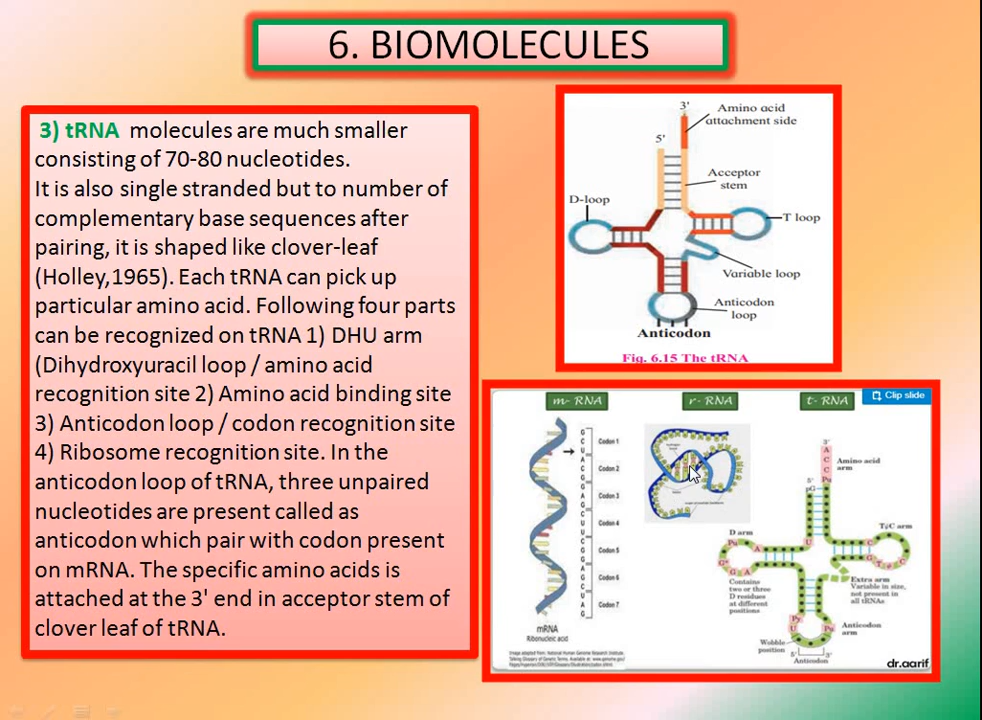 6. BIOMOLECULES
3) tRNA molecules are much smaller
consisting of 70-80 nucleotides.
It is also single stranded but to number of
complementary base sequences after
pairing, it is shaped like clover-leaf
(Holley,1965). Each tRNA can pick up
particular amino acid. Following four parts
can be recognized on tRNA 1) DHU arm
(Dihydroxyuracil loop / amino acid
recognition site 2) Amino acid binding site
3) Anticodon loop / codon recognition site
4) Ribosome recognition site. In the
anticodon loop of tRNA, three unpaired
nucleotides are present called as
anticodon which pair with codon present
on mRNA. The specific amino acids is
attached at the 3' end in acceptor stem of
clover leaf of tRNA.
3'
Amino acid
attachment side
5'
Acceptor
stem
D-loop
T loop
Variable loop
Anticodon
loop
Anticodon
Fig. 6.15 The tRNA
m- RNA
r- RNA
t- RNA
Clip slide
Codon 1
Codon 2
Codon 3
Codon 4
Codon 5
Codon 6
Codon 7
mRNA
Ribonucleic acid
3'
A
C
C
Pu
Amino acid
arm
5'
pG
D arm
TψC arm
Contains
two or three
D residues
at different
positions
Extra arm
Variable in size,
not present in
all tRNAs
Anticodon
arm
Wobble
position
5'
3'
Anticodon
dr.aarif